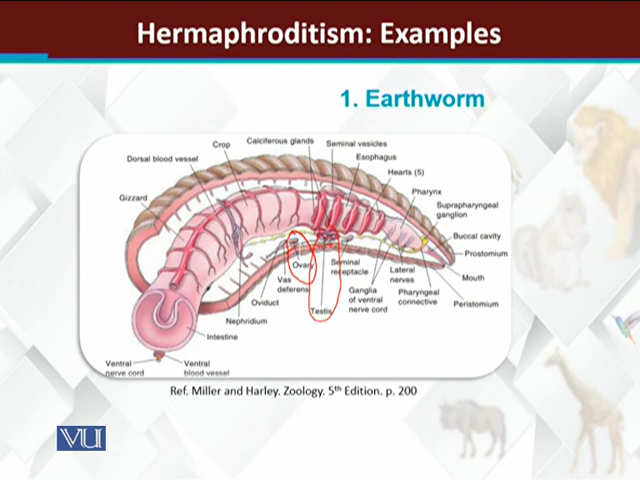 Hermaphroditism: Examples
1. Earthworm
Calciferous glands
Seminal vesicles
Crop
Esophagus
Dorsal blood vessel
Hearts (5)
Pharynx
Gizzard
Suprapharyngeal
ganglion
Buccal cavity
Prostomium
Mouth
Peristomium
Ovary
Seminal
receptacle
Lateral
nerves
Vas
deferens
Ganglia
of ventral
nerve cord
Pharyngeal
connective
Oviduct
Testis
Nephridium
Intestine
Ventral
nerve cord
Ventral
blood vessel
Ref. Miller and Harley. Zoology. 5th Edition. p. 200
VU